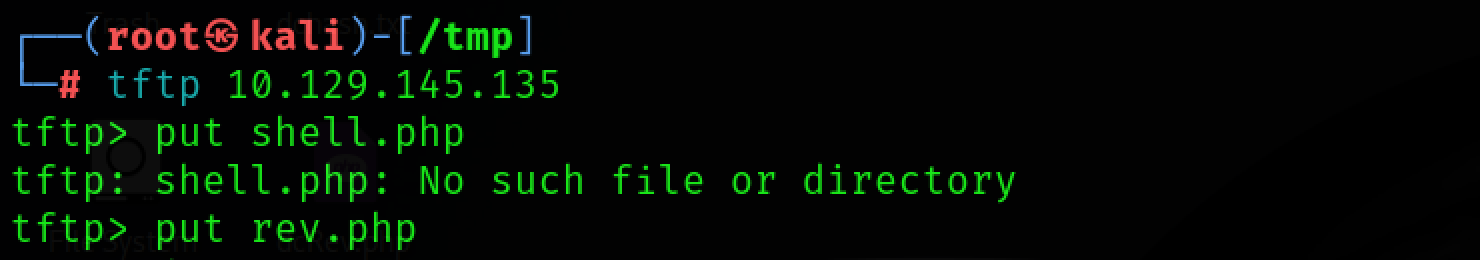 ┌──(root㉿kali)-[/tmp]
└─# tftp 10.129.145.135
tftp> put shell.php
tftp: shell.php: No such file or directory
tftp> put rev.php